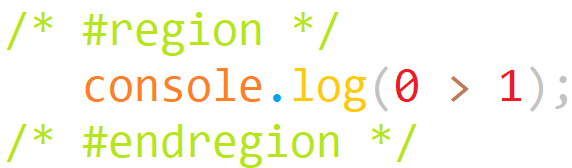 /* #region */
console.log(0 > 1);
/* #endregion */